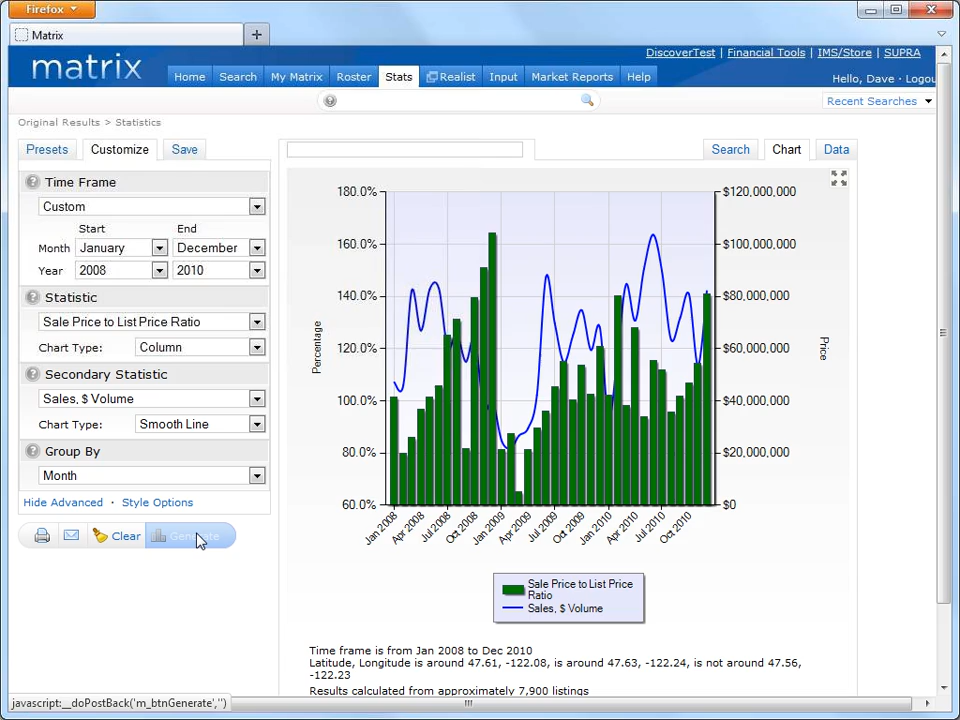 Firefox
Matrix
DiscoverTest | Financial Tools | IMS/Store | SUPRA
matrix
Home Search My Matrix Roster Stats Realist Input Market Reports Help
Hello, Dave · Logou
Recent Searches
Original Results > Statistics
Presets Customize Save
Search Chart Data
? Time Frame
Custom
Start End
Month January December
Year 2008 2010
? Statistic
Sale Price to List Price Ratio
Chart Type: Column
? Secondary Statistic
Sales, $ Volume
Chart Type: Smooth Line
? Group By
Month
Hide Advanced · Style Options
Clear Generate
180.0% $120,000,000
160.0% $100,000,000
140.0% $80,000,000
120.0% $60,000,000
100.0% $40,000,000
80.0% $20,000,000
60.0% $0
Percentage
Price
Jan 2008 Apr 2008 Jul 2008 Oct 2008 Jan 2009 Apr 2009 Jul 2009 Oct 2009 Jan 2010 Apr 2010 Jul 2010 Oct 2010
Sale Price to List Price
Ratio
Sales, $ Volume
Time frame is from Jan 2008 to Dec 2010
Latitude, Longitude is around 47.61, -122.08, is around 47.63, -122.24, is not around 47.56,
-122.23
Results calculated from approximately 7,900 listings
javascript:__doPostBack('m_btnGenerate','')